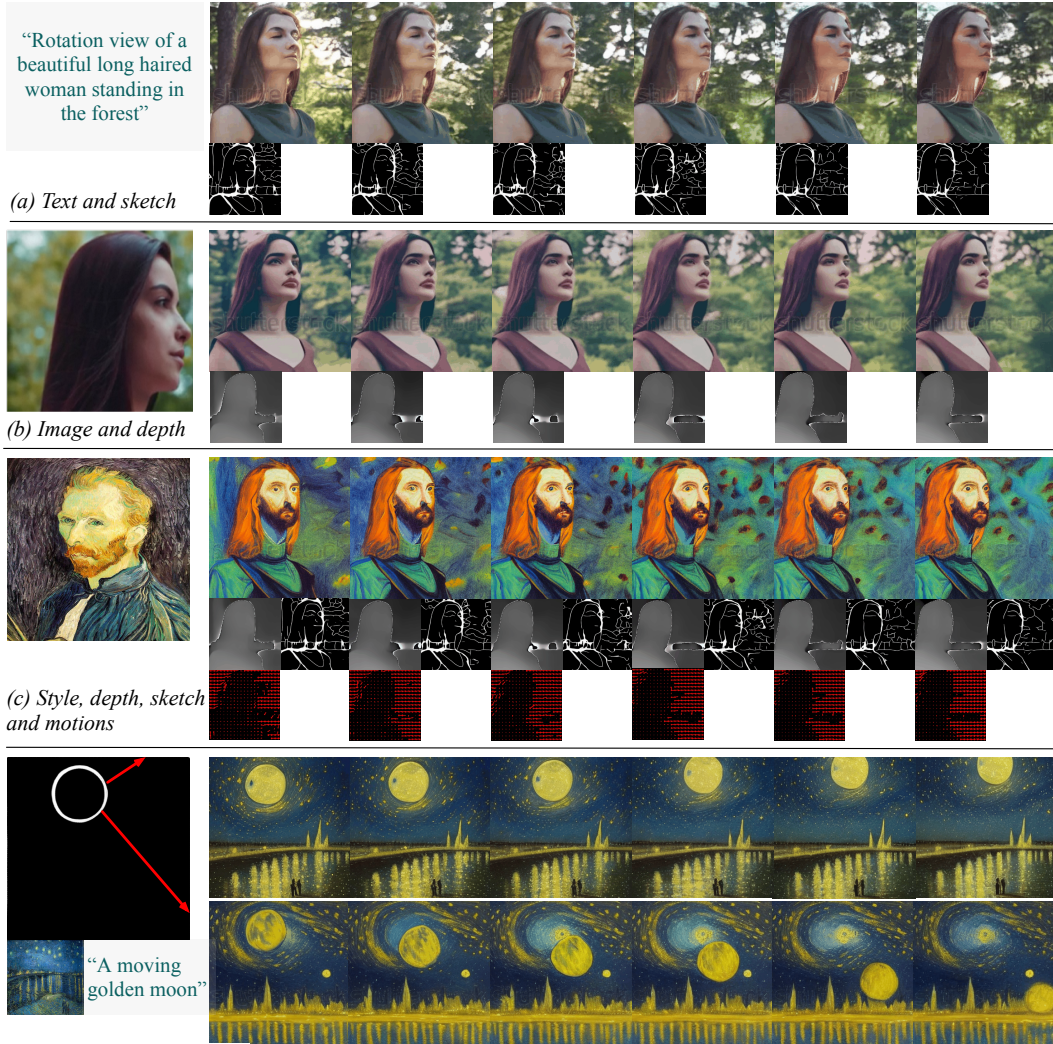 “Rotation view of a
beautiful long haired
woman standing in
the forest”
(a) Text and sketch
shutterstock
(b) Image and depth
(c) Style, depth, sketch
and motions
“A moving
golden moon”